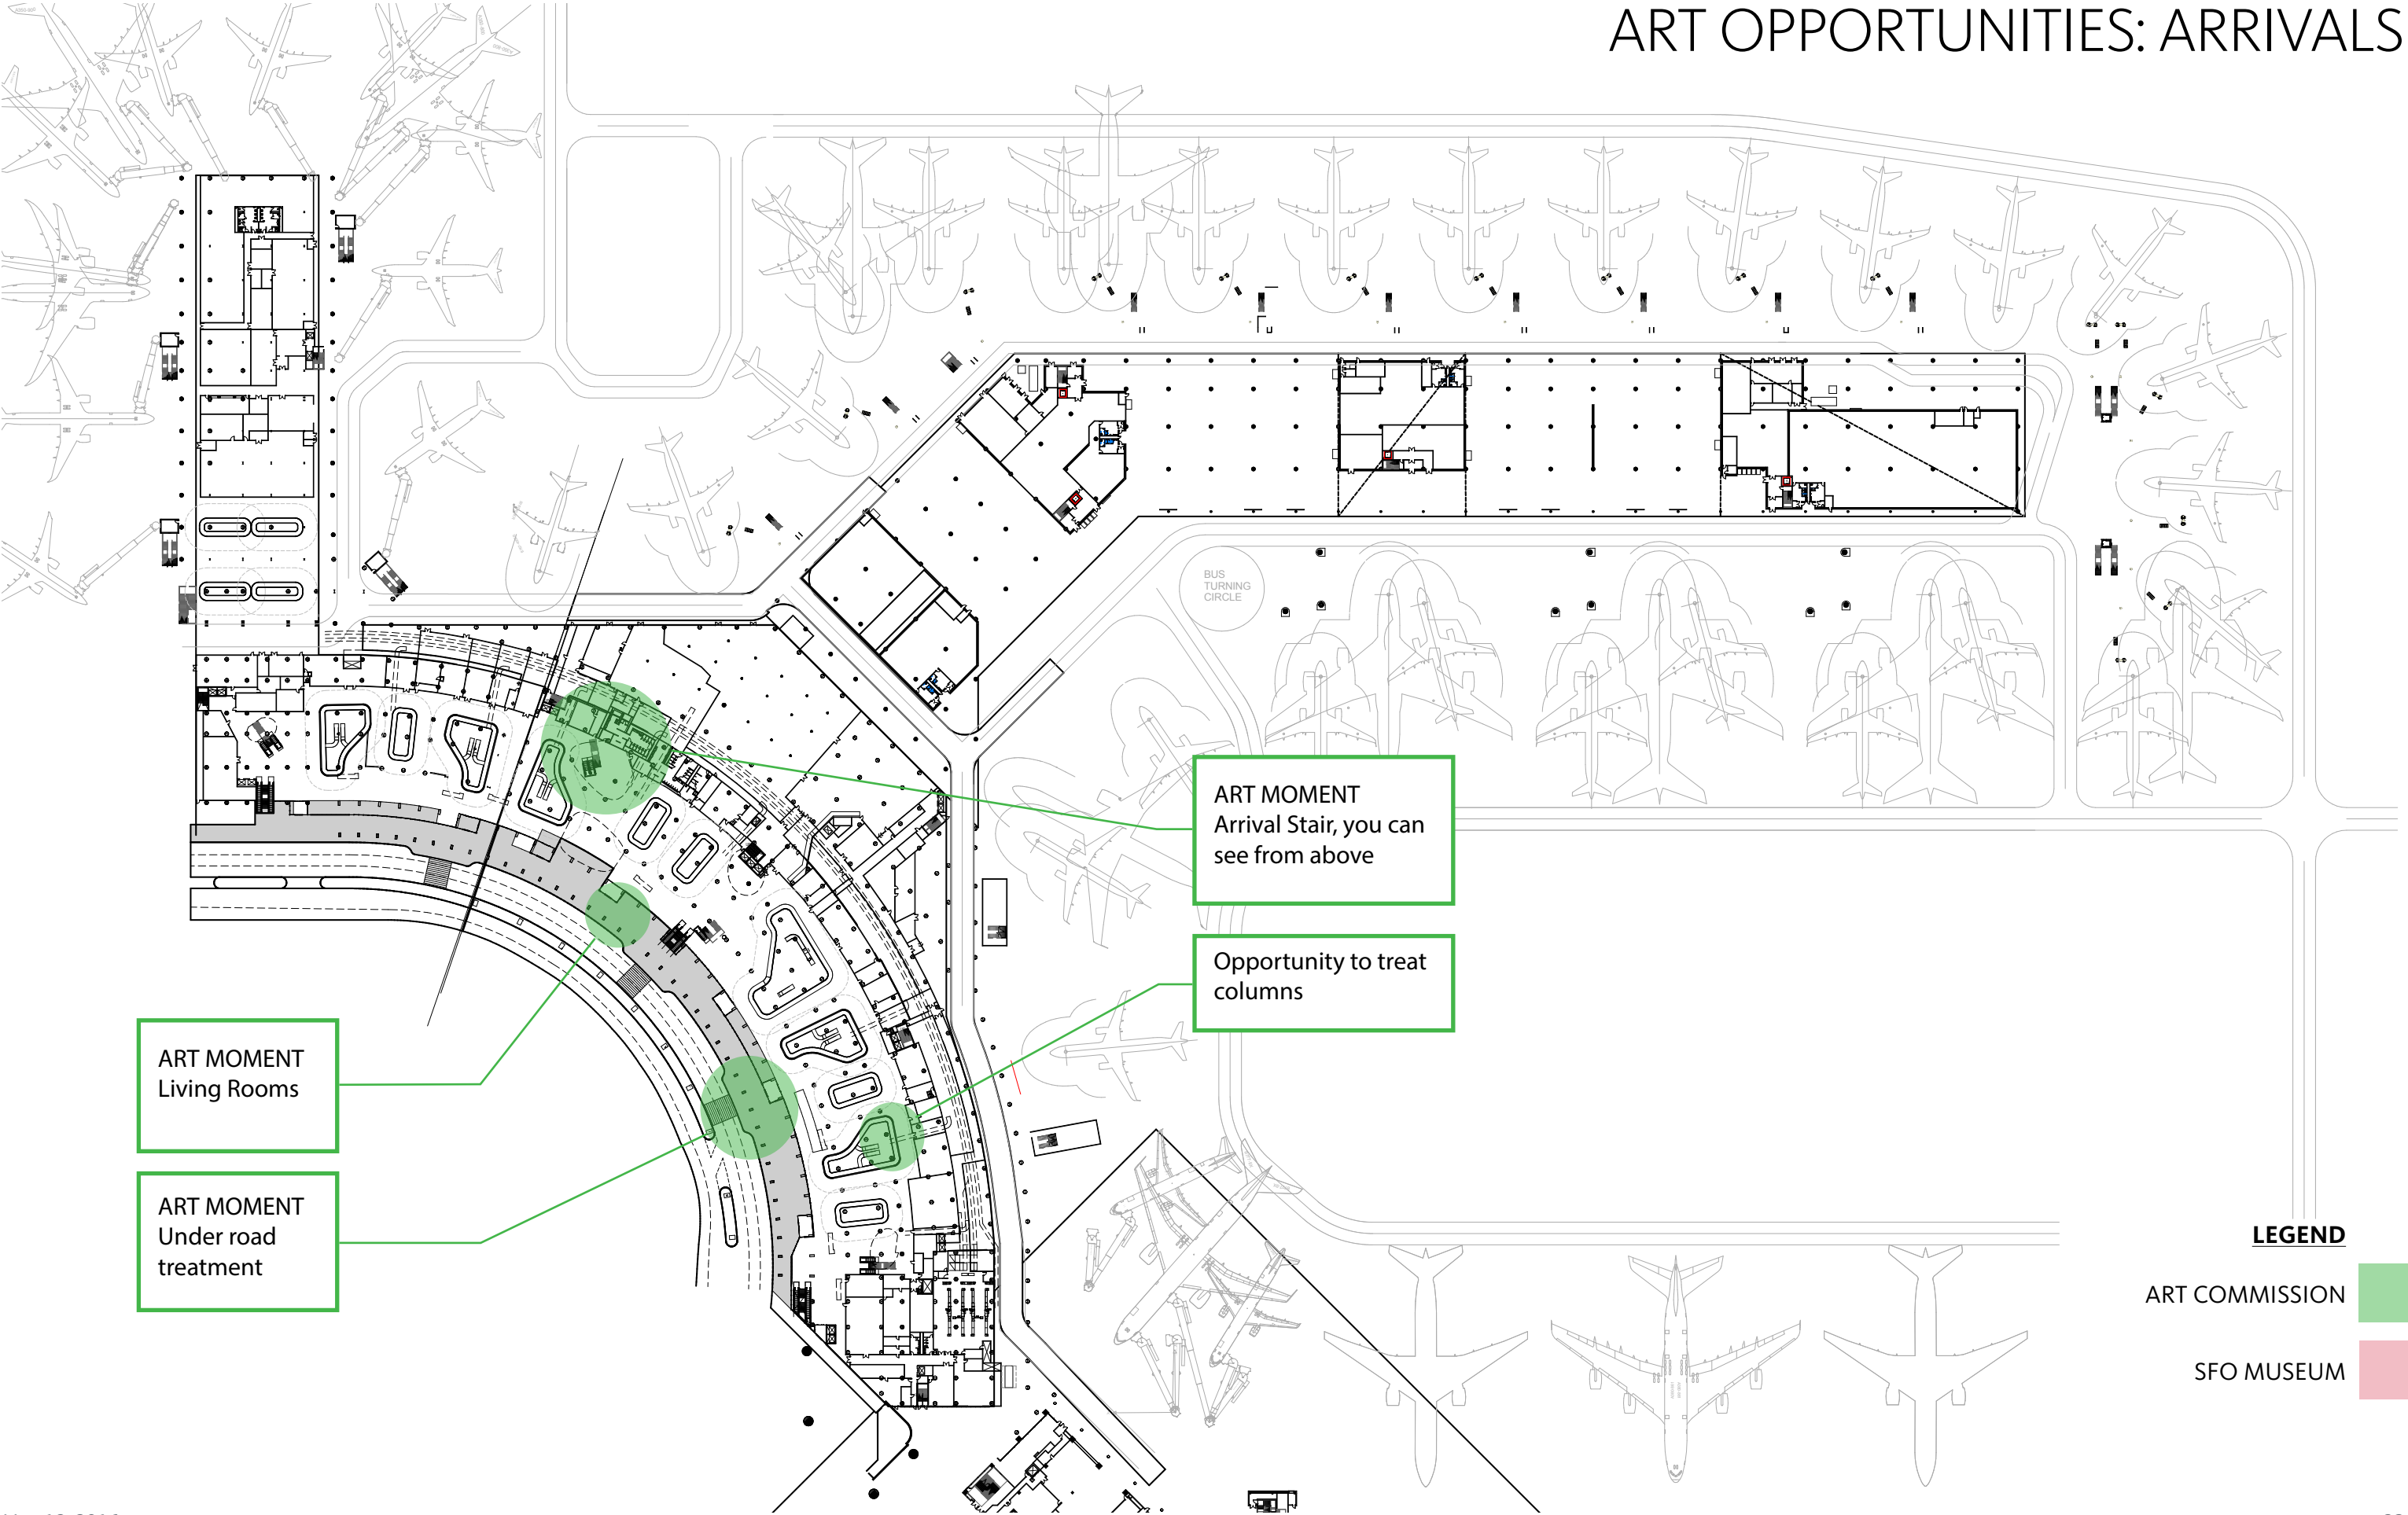 ART OPPORTUNITIES: ARRIVALS
BUS
TURNING
CIRCLE
ART MOMENT
Arrival Stair, you can
see from above
Opportunity to treat
columns
ART MOMENT
Living Rooms
ART MOMENT
Under road
treatment
LEGEND
ART COMMISSION
SFO MUSEUM